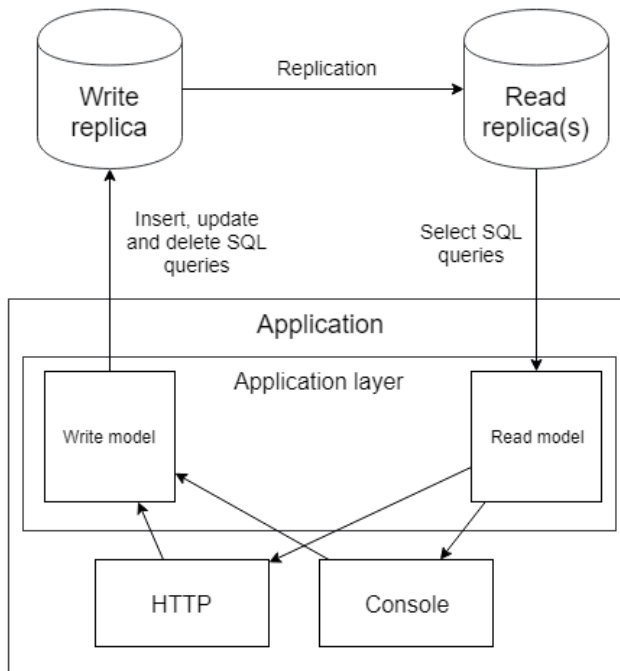 Replication
Write
replica
Read
replica(s)
Insert, update
and delete SQL
queries
Select SQL
queries
Application
Application layer
Write model
Read model
HTTP
Console